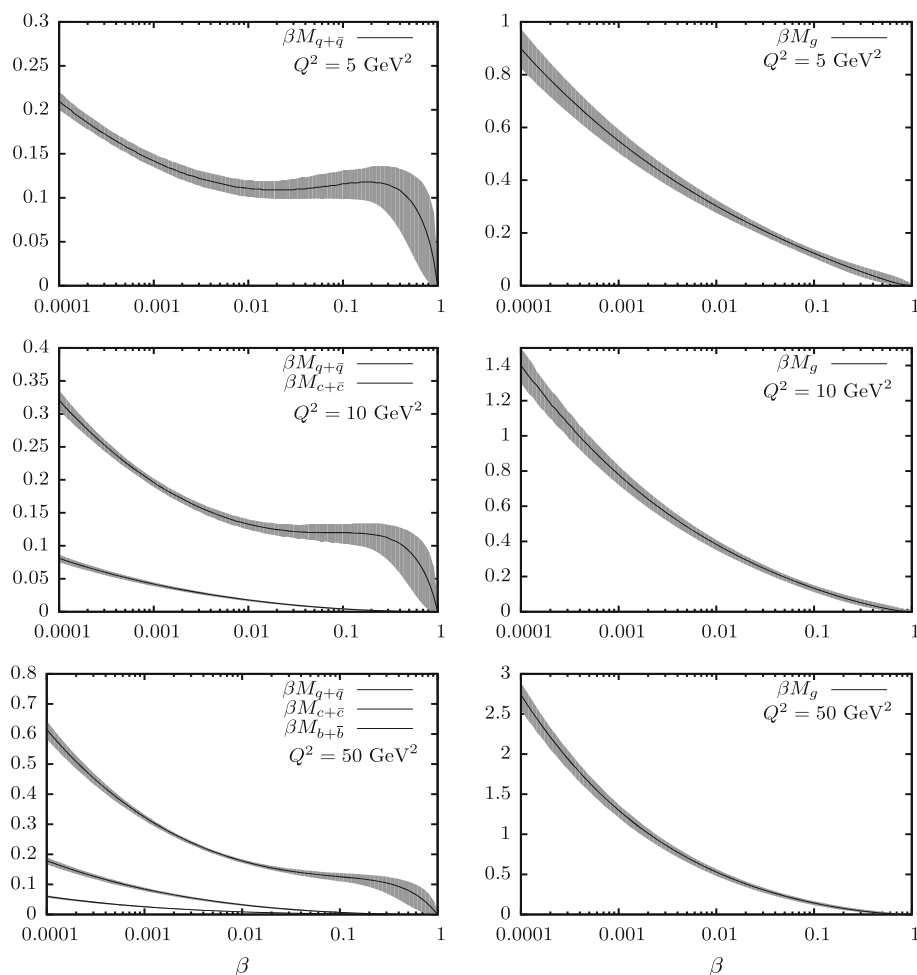 0.3
0.25
0.2
0.15
0.1
0.05
0
0.0001 0.001 0.01 0.1 1
βM_{q+q̄}
Q² = 5 GeV²
1
0.8
0.6
0.4
0.2
0
0.0001 0.001 0.01 0.1 1
βM_g
Q² = 5 GeV²
0.4
0.35
0.3
0.25
0.2
0.15
0.1
0.05
0
0.0001 0.001 0.01 0.1 1
βM_{q+q̄}
βM_{c+c̄}
Q² = 10 GeV²
1.4
1.2
1
0.8
0.6
0.4
0.2
0
0.0001 0.001 0.01 0.1 1
βM_g
Q² = 10 GeV²
0.8
0.7
0.6
0.5
0.4
0.3
0.2
0.1
0
0.0001 0.001 0.01 0.1 1
βM_{q+q̄}
βM_{c+c̄}
βM_{b+b̄}
Q² = 50 GeV²
β
3
2.5
2
1.5
1
0.5
0
0.0001 0.001 0.01 0.1 1
βM_g
Q² = 50 GeV²
β